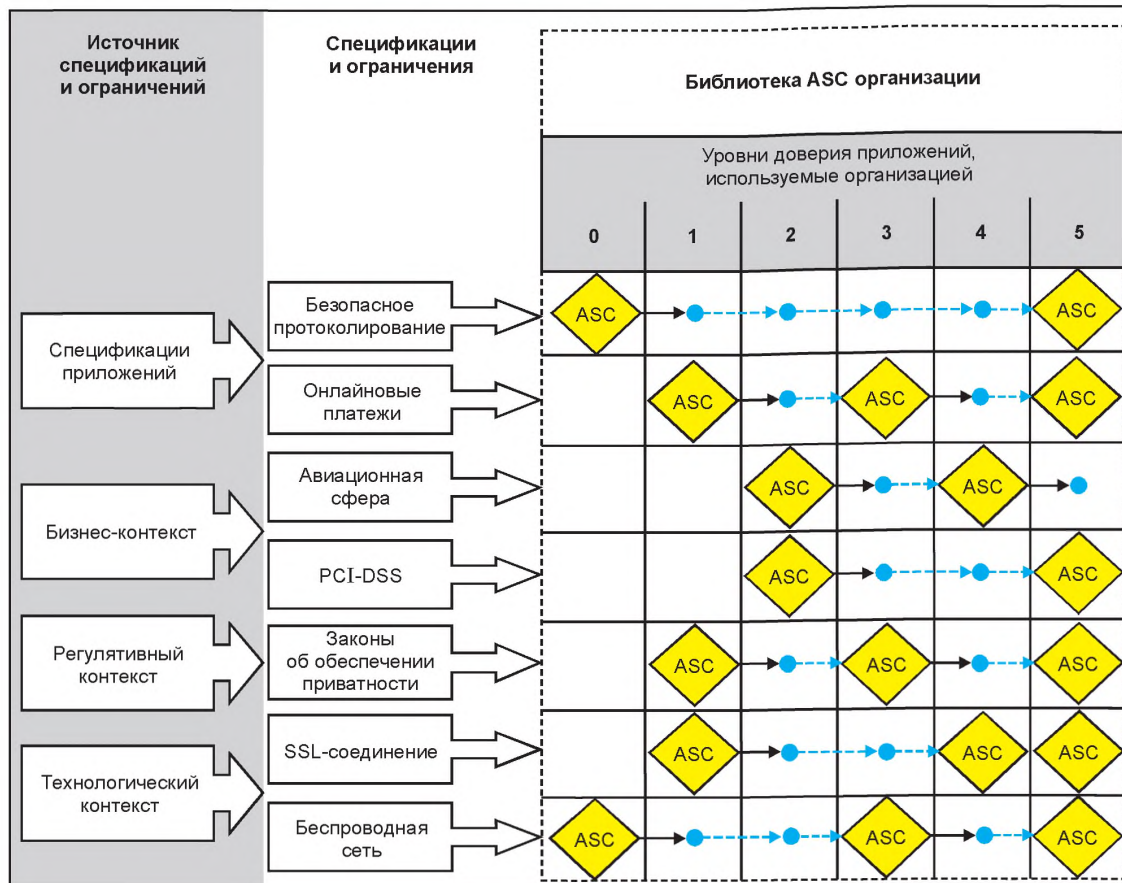 Источник
спецификаций
и ограничений
Спецификации
и ограничения
Библиотека ASC организации
Уровни доверия приложений,
используемые организацией
0 1 2 3 4 5
Спецификации
приложений
Безопасное
протоколирование
ASC ASC
Онлайновые
платежи
ASC ASC ASC
Бизнес-контекст
Авиационная
сфера
ASC ASC
PCI-DSS
ASC ASC
Регулятивный
контекст
Законы
об обеспечении
приватности
ASC ASC ASC
Технологический
контекст
SSL-соединение
ASC ASC ASC
Беспроводная
сеть
ASC ASC ASC